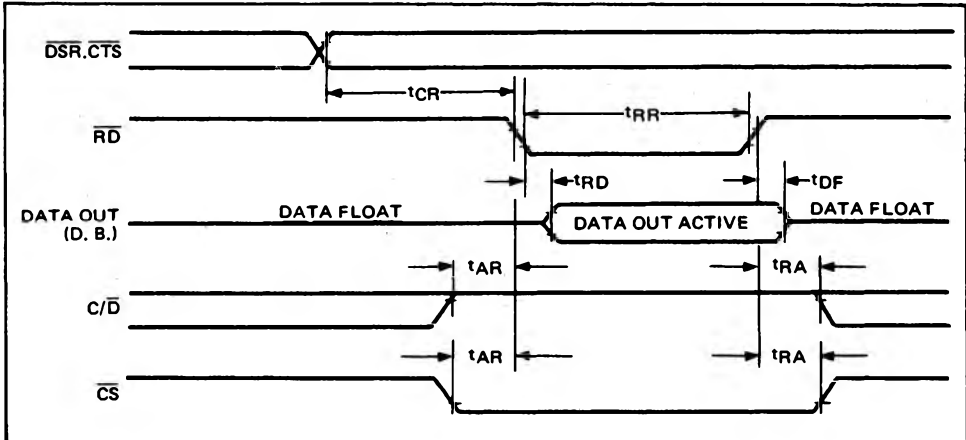 DSR,CTS
tCR
RD
tRR
tRD
tDF
DATA OUT
(D. B.)
DATA FLOAT
DATA OUT ACTIVE
DATA FLOAT
tAR
tRA
C/D
tAR
tRA
CS